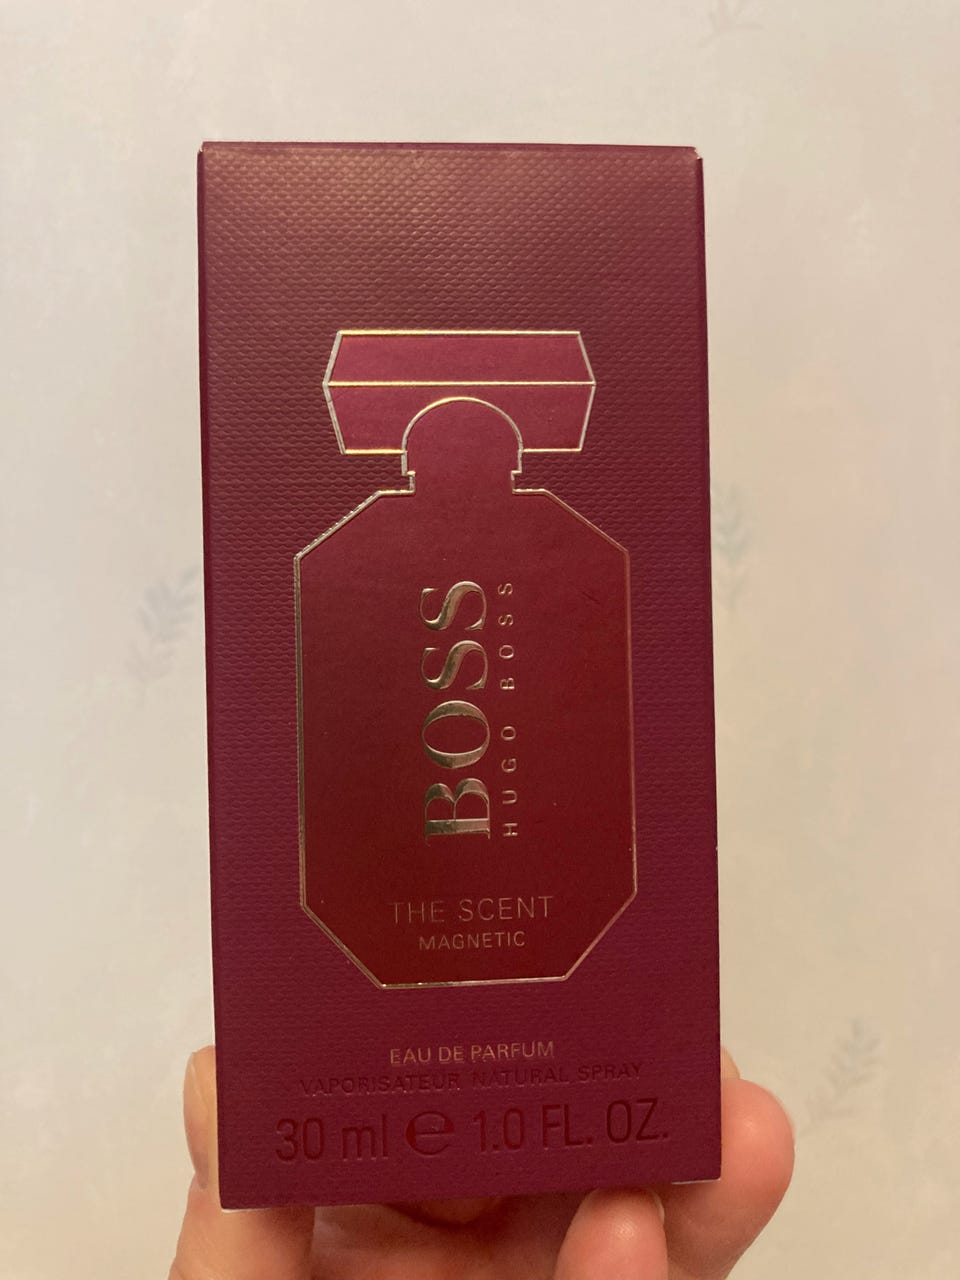 BOSS
HUGO BOSS
THE SCENT
MAGNETIC
EAU DE PARFUM
VAPORISATEUR NATURAL SPRAY
30 ml ℮ 1.0 FL. OZ.